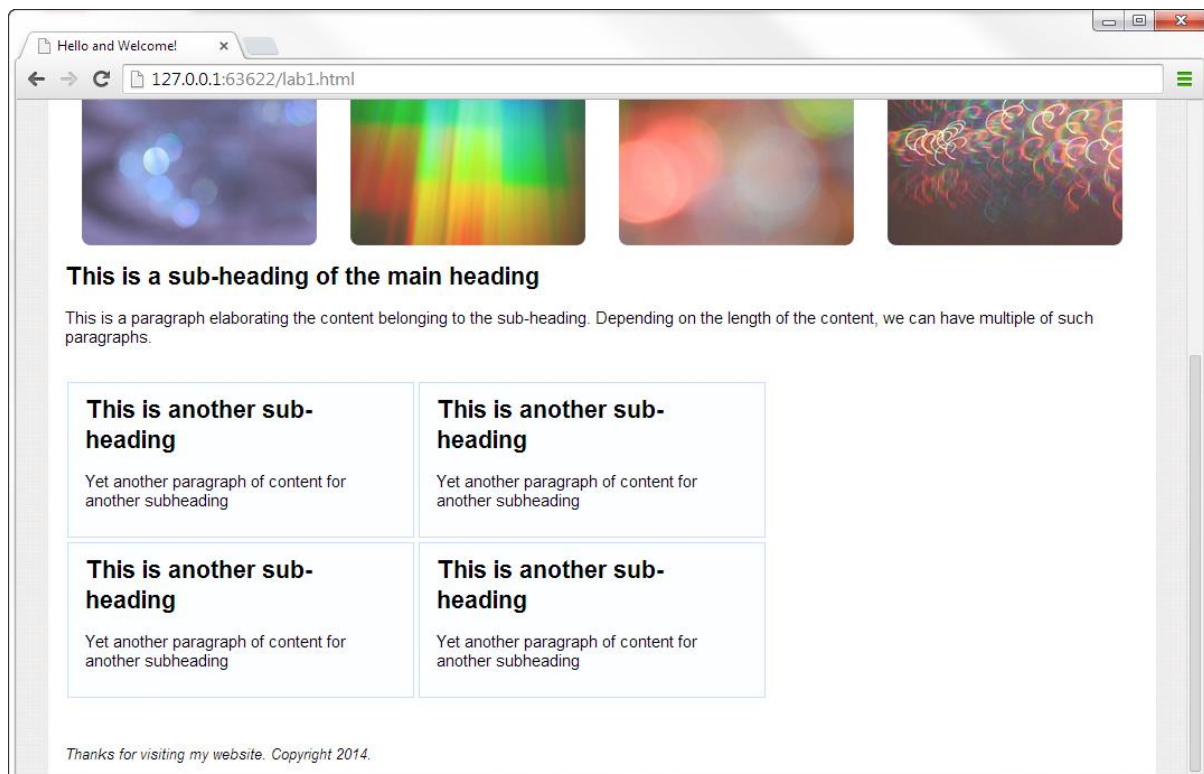 Hello and Welcome!
127.0.0.1:63622/lab1.html
This is a sub-heading of the main heading
This is a paragraph elaborating the content belonging to the sub-heading. Depending on the length of the content, we can have multiple of such
paragraphs.
This is another sub-
heading
Yet another paragraph of content for
another subheading
This is another sub-
heading
Yet another paragraph of content for
another subheading
This is another sub-
heading
Yet another paragraph of content for
another subheading
This is another sub-
heading
Yet another paragraph of content for
another subheading
Thanks for visiting my website. Copyright 2014.